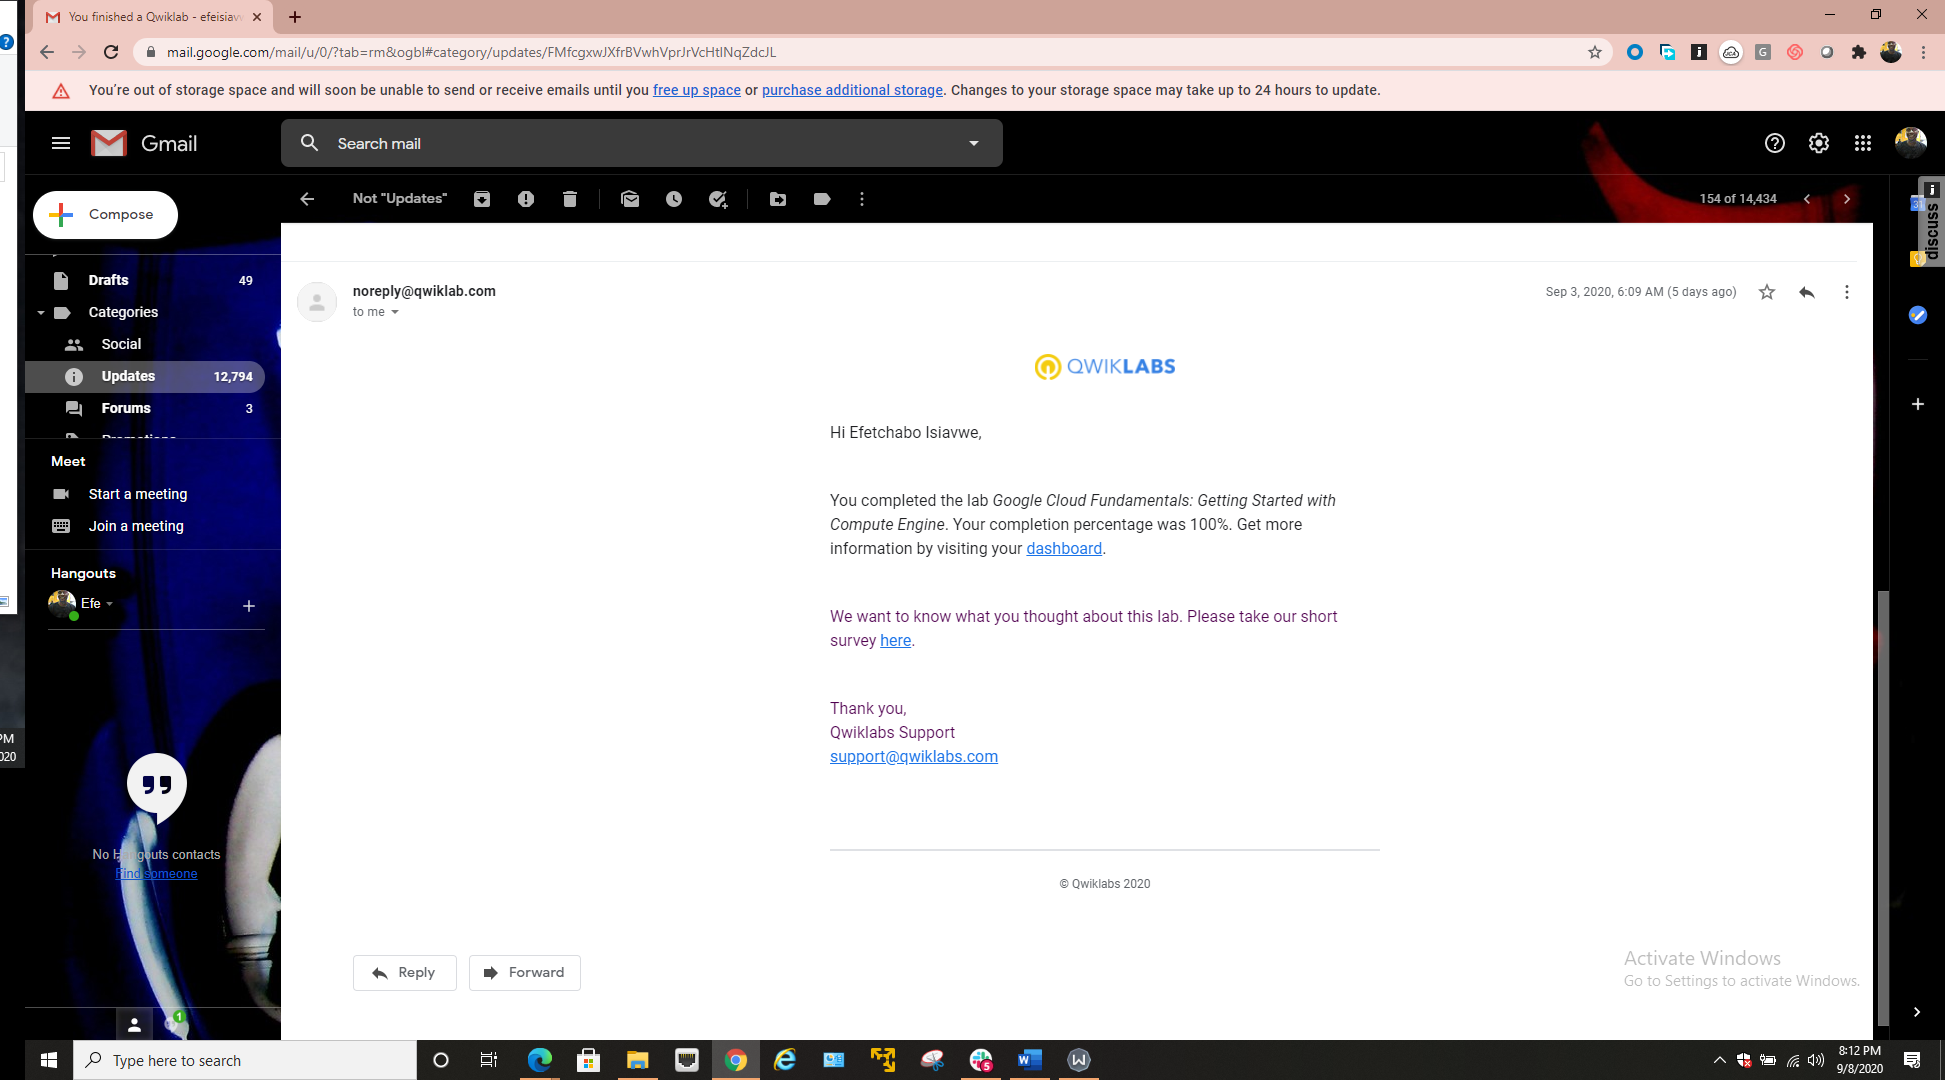 You finished a Qwiklab - efeisiav
mail.google.com/mail/u/0/?tab=rm&ogbl#category/updates/FMfcgxwJXfrBVwhVprJrVcHtlNqZdcJL
You're out of storage space and will soon be unable to send or receive emails until you free up space or purchase additional storage. Changes to your storage space may take up to 24 hours to update.
Gmail
Search mail
Compose
Not "Updates"
154 of 14,434
discuss
Drafts 49
Categories
Social
Updates 12,794
Forums 3
Promotions
Meet
Start a meeting
Join a meeting
Hangouts
Efe
No Hangouts contacts
Find someone
1
noreply@qwiklab.com
to me
Sep 3, 2020, 6:09 AM (5 days ago)
QWIKLABS
Hi Efetchabo Isiavwe,
You completed the lab Google Cloud Fundamentals: Getting Started with
Compute Engine. Your completion percentage was 100%. Get more
information by visiting your dashboard.
We want to know what you thought about this lab. Please take our short
survey here.
Thank you,
Qwiklabs Support
support@qwiklabs.com
© Qwiklabs 2020
Reply
Forward
Activate Windows
Go to Settings to activate Windows.
PM
020
Type here to search
5
8:12 PM
9/8/2020